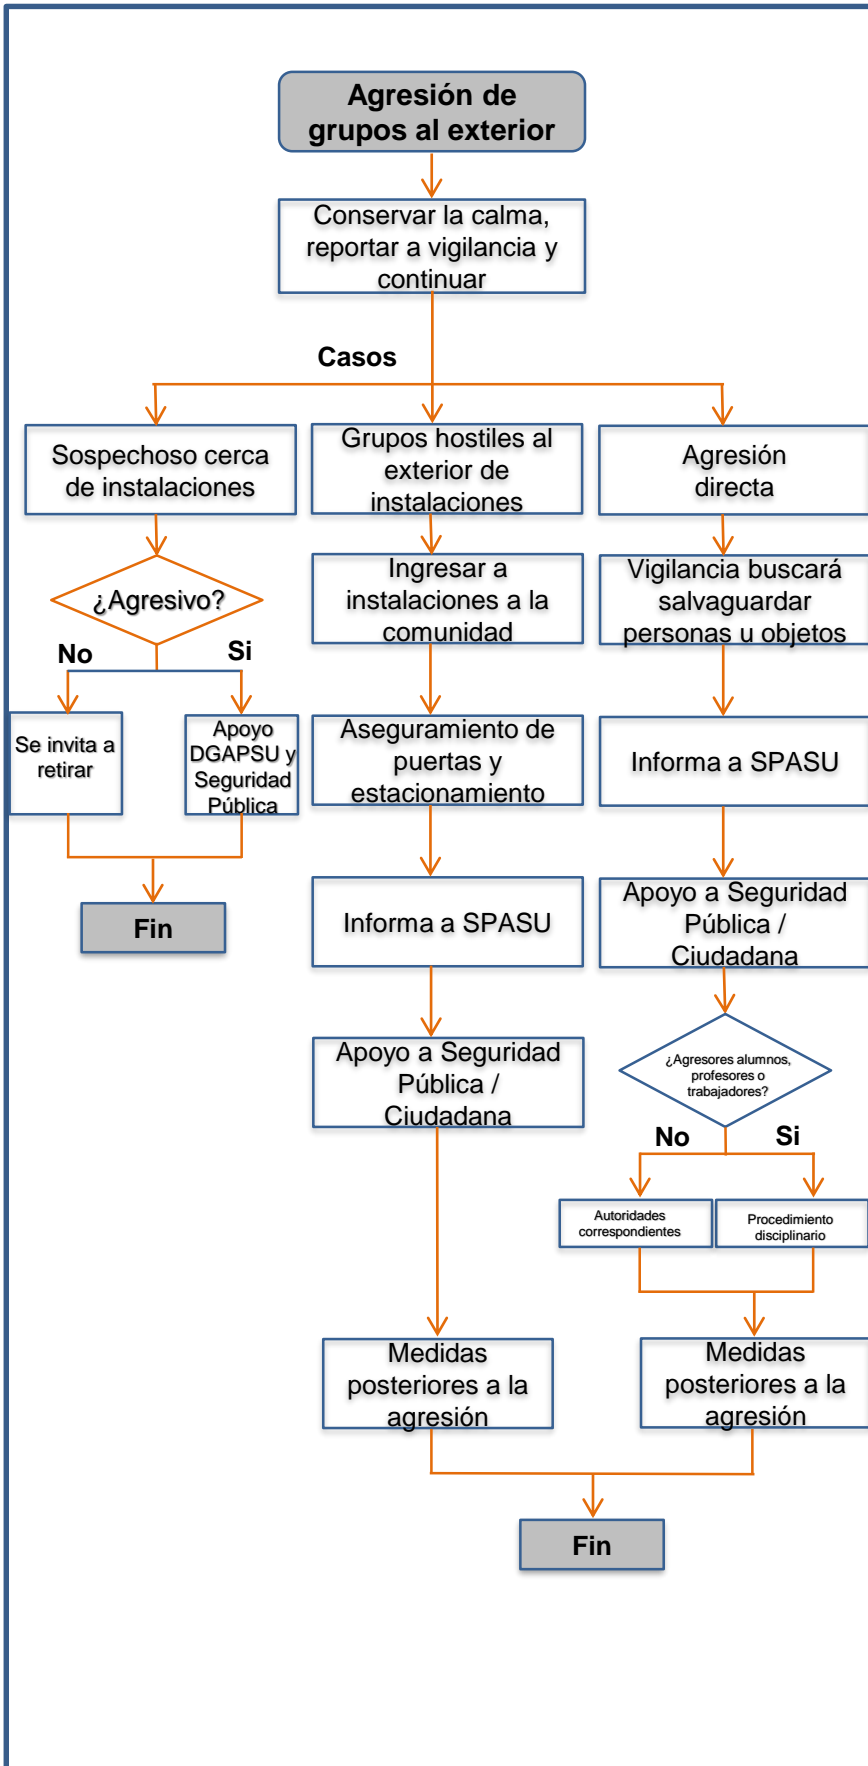 Agresión de
grupos al exterior
Conservar la calma,
reportar a vigilancia y
continuar
Casos
Sospechoso cerca
de instalaciones
¿Agresivo?
No
Si
Se invita a
retirar
Apoyo
DGAPSU y
Seguridad
Pública
Fin
Grupos hostiles al
exterior de
instalaciones
Ingresar a
instalaciones a la
comunidad
Aseguramiento de
puertas y
estacionamiento
Informa a SPASU
Apoyo a Seguridad
Pública /
Ciudadana
Medidas
posteriores a la
agresión
Agresión
directa
Vigilancia buscará
salvaguardar
personas u objetos
Informa a SPASU
Apoyo a Seguridad
Pública /
Ciudadana
¿Agresores alumnos,
profesores o
trabajadores?
No
Si
Autoridades
correspondientes
Procedimiento
disciplinario
Medidas
posteriores a la
agresión
Fin